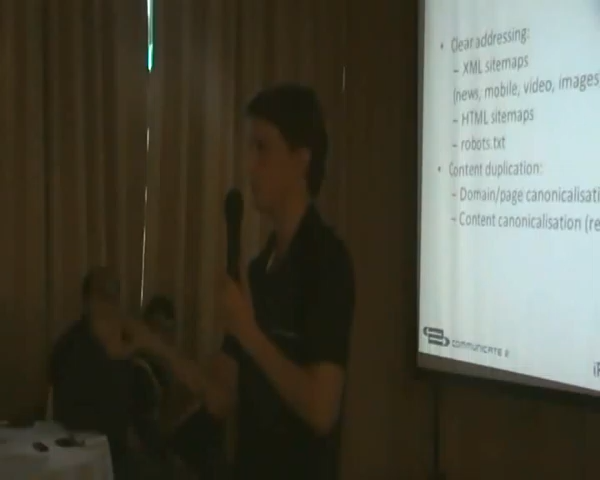 • Clear addressing:
– XML sitemaps
(news, mobile, video, images
– HTML sitemaps
– robots.txt
• Content duplication:
– Domain/page canonicalisati
– Content canonicalisation (re
COMMUNICATE 2